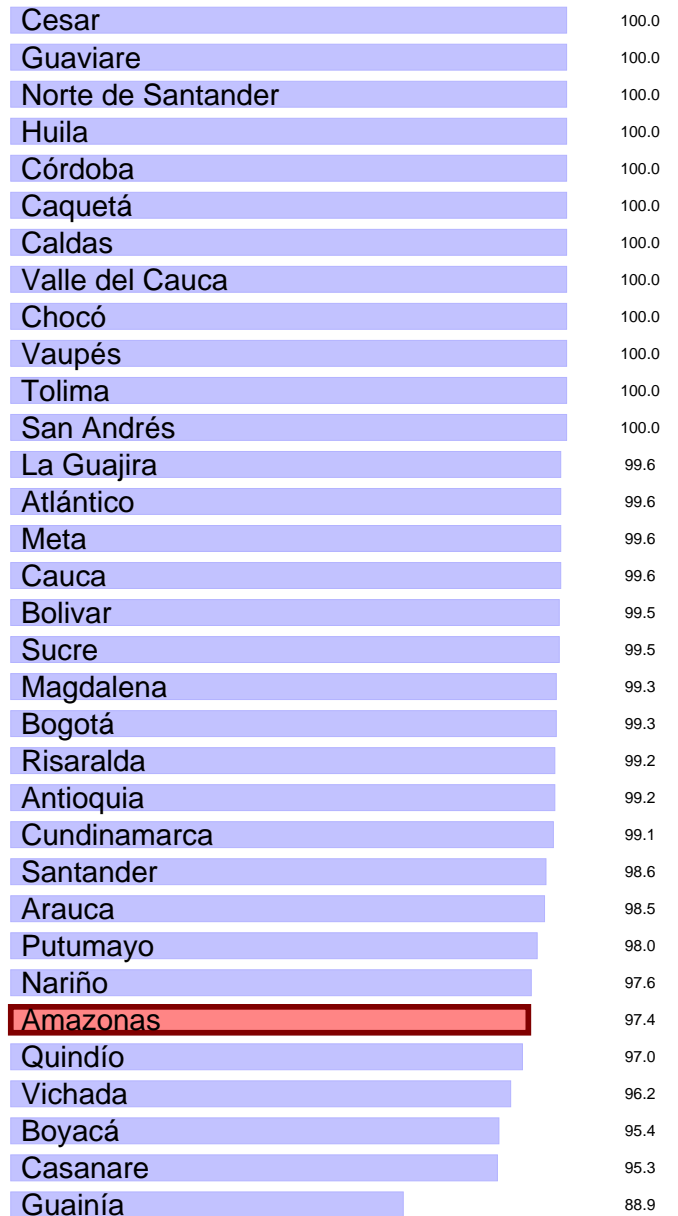 Cesar 100.0
Guaviare 100.0
Norte de Santander 100.0
Huila 100.0
Córdoba 100.0
Caquetá 100.0
Caldas 100.0
Valle del Cauca 100.0
Chocó 100.0
Vaupés 100.0
Tolima 100.0
San Andrés 100.0
La Guajira 99.6
Atlántico 99.6
Meta 99.6
Cauca 99.6
Bolivar 99.5
Sucre 99.5
Magdalena 99.3
Bogotá 99.3
Risaralda 99.2
Antioquia 99.2
Cundinamarca 99.1
Santander 98.6
Arauca 98.5
Putumayo 98.0
Nariño 97.6
Amazonas 97.4
Quindío 97.0
Vichada 96.2
Boyacá 95.4
Casanare 95.3
Guainía 88.9